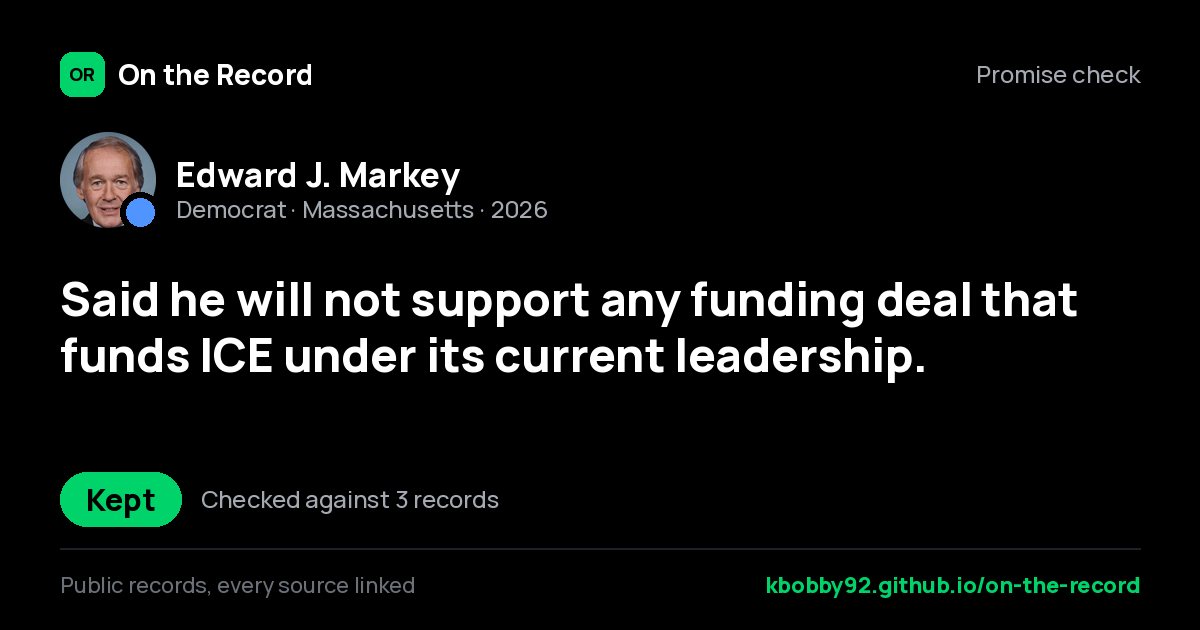 OR On the Record
Promise check
Edward J. Markey
Democrat · Massachusetts · 2026
Said he will not support any funding deal that
funds ICE under its current leadership.
Kept Checked against 3 records
Public records, every source linked
kbobby92.github.io/on-the-record